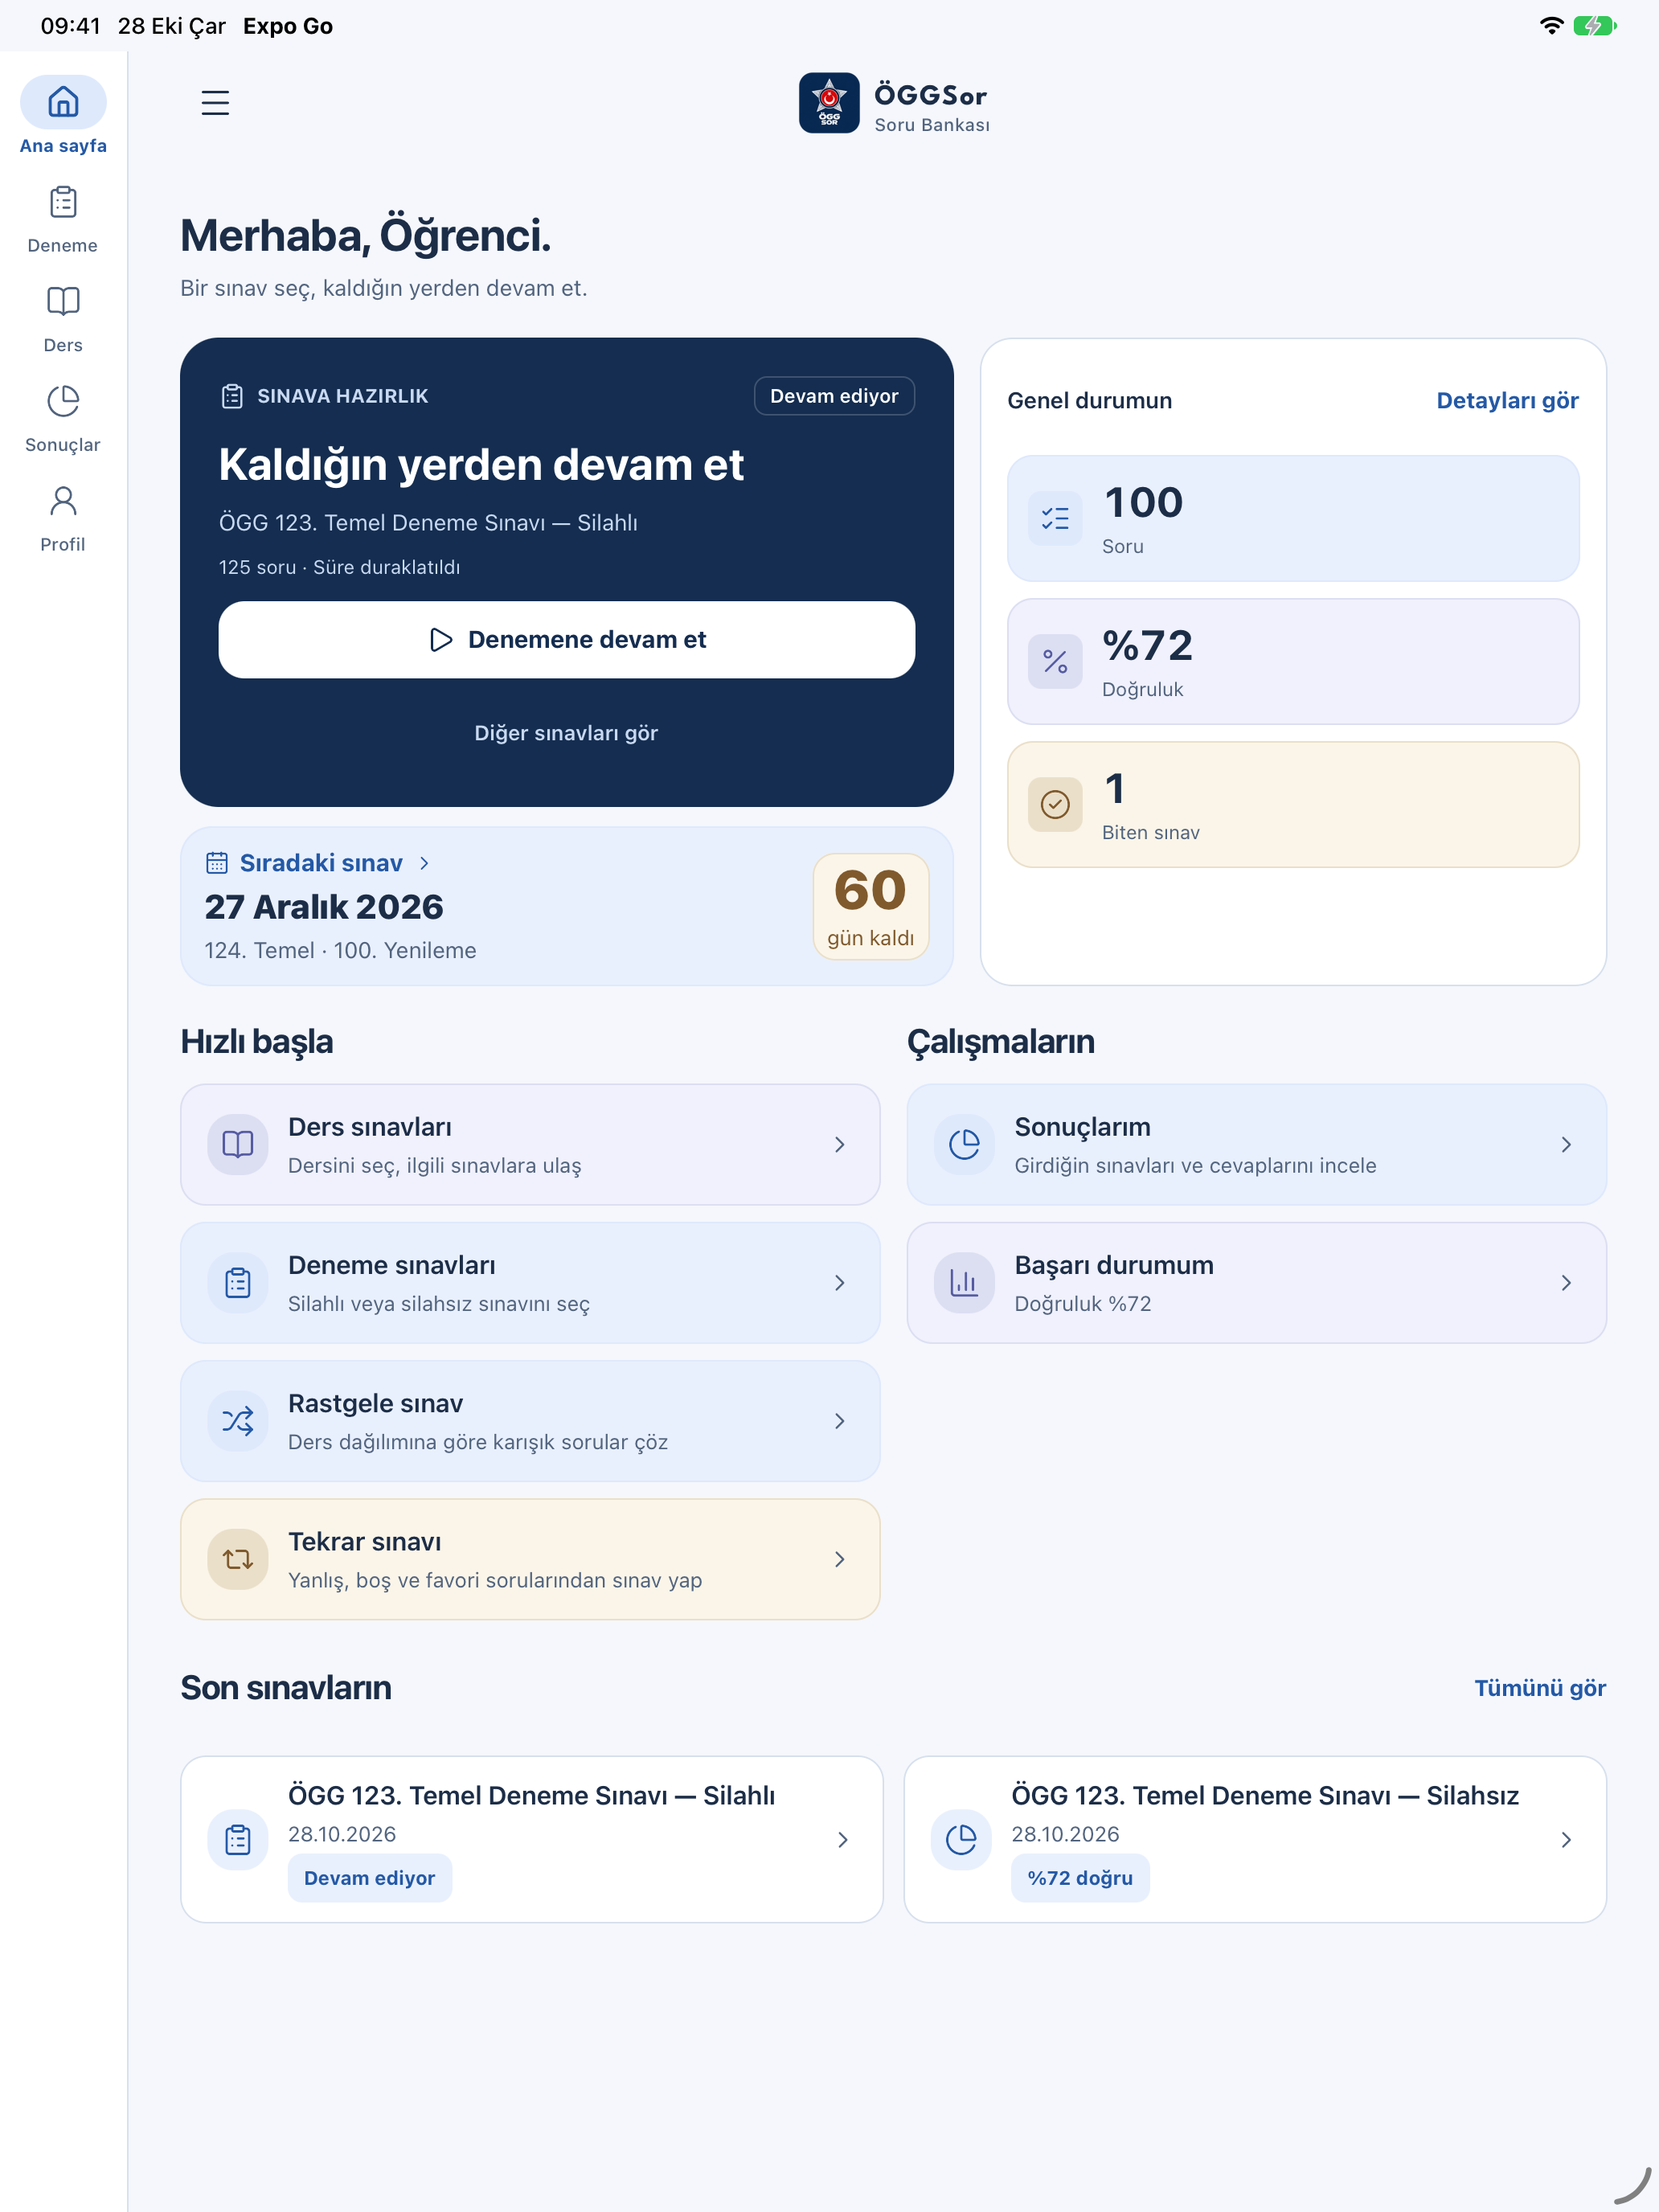 09:41 28 Eki Çar Expo Go
Ana sayfa
Deneme
Ders
Sonuçlar
Profil
ÖGG
SOR
ÖGGSor
Soru Bankası
Merhaba, Öğrenci.
Bir sınav seç, kaldığın yerden devam et.
SINAVA HAZIRLIK
Devam ediyor
Kaldığın yerden devam et
ÖGG 123. Temel Deneme Sınavı — Silahlı
125 soru · Süre duraklatıldı
Denemene devam et
Diğer sınavları gör
Sıradaki sınav
27 Aralık 2026
124. Temel · 100. Yenileme
60
gün kaldı
Genel durumun
Detayları gör
100
Soru
%72
Doğruluk
1
Biten sınav
Hızlı başla
Ders sınavları
Dersini seç, ilgili sınavlara ulaş
Deneme sınavları
Silahlı veya silahsız sınavını seç
Rastgele sınav
Ders dağılımına göre karışık sorular çöz
Tekrar sınavı
Yanlış, boş ve favori sorularından sınav yap
Çalışmaların
Sonuçlarım
Girdiğin sınavları ve cevaplarını incele
Başarı durumum
Doğruluk %72
Son sınavların
Tümünü gör
ÖGG 123. Temel Deneme Sınavı — Silahlı
28.10.2026
Devam ediyor
ÖGG 123. Temel Deneme Sınavı — Silahsız
28.10.2026
%72 doğru